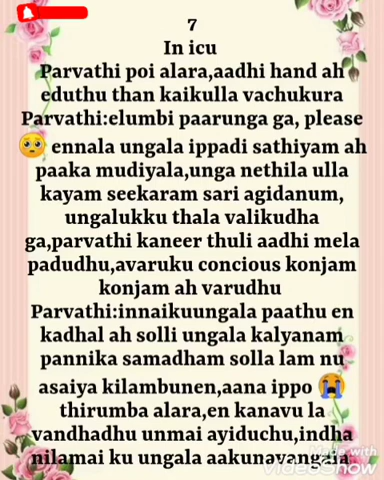 7
In icu
Parvathi poi alara,aadhi hand ah
eduthu than kaikulla vachukura
Parvathi:elumbi paarunga ga, please
🥺 ennala ungala ippadi sathiyam ah
paaka mudiyala,unga nethila ulla
kayam seekaram sari agidanum,
ungalukku thala valikudha
ga,parvathi kaneer thuli aadhi mela
padudhu,avaruku concious konjam
konjam ah varudhu
Parvathi:innaikuungala paathu en
kadhal ah solli ungala kalyanam
pannika samadham solla lam nu
asaiya kilambunen,aana ippo 😭
thirumba alara,en kanavu la
vandhadhu unmai ayiduchu,indha
nilamai ku ungala aakunavangala
Made with
VideoShow